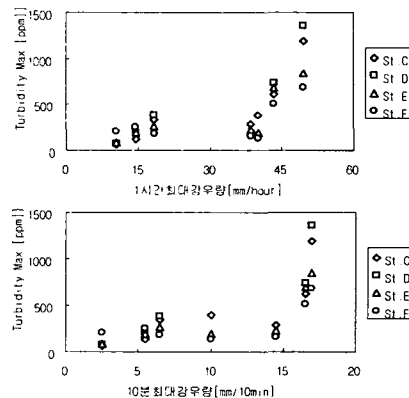 1500
1000
500
0
Turbidity Max [ppm]
0 15 30 45 60
1시간최대강우량[mm/hour]
St.C
St.D
St.E
St.F
1500
1000
500
0
Turbidity Max [ppm]
0 5 10 15 20
10분최대강우량[mm/10min]
St.C
St.D
St.E
St.F